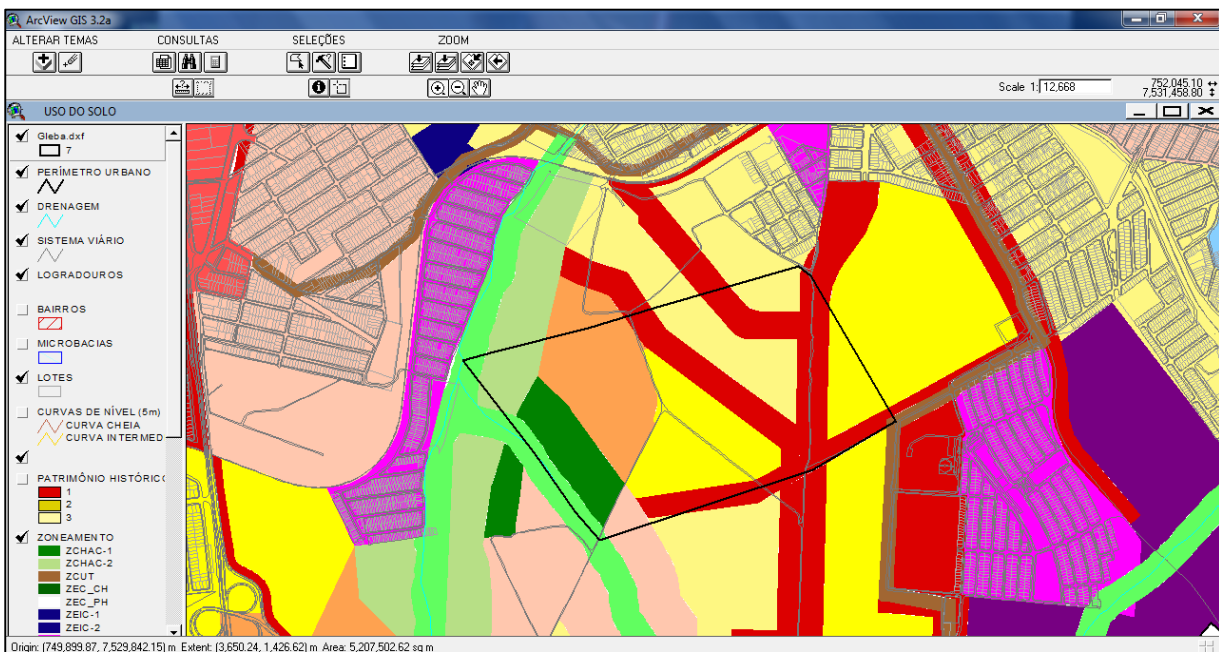 ArcView GIS 3.2a
ALTERAR TEMAS CONSULTAS SELEÇÕES ZOOM
Scale 1: 12,668
752,045.10
7,531,458.80
USO DO SOLO
Gleba.dxf
7
PERÍMETRO URBANO
DRENAGEM
SISTEMA VIÁRIO
LOGRADOUROS
BAIRROS
MICROBACIAS
LOTES
CURVAS DE NÍVEL (5m)
CURVA CHEIA
CURVA INTERMED
PATRIMÔNIO HISTÓRICO
1
2
3
ZONEAMENTO
ZCHAC-1
ZCHAC-2
ZCUT
ZEC_CH
ZEC_PH
ZEIC-1
ZEIC-2
Origin: (749,899.87, 7,529,842.15) m Extent: (3,650.24, 1,426.62) m Area: 5,207,502.62 sq m